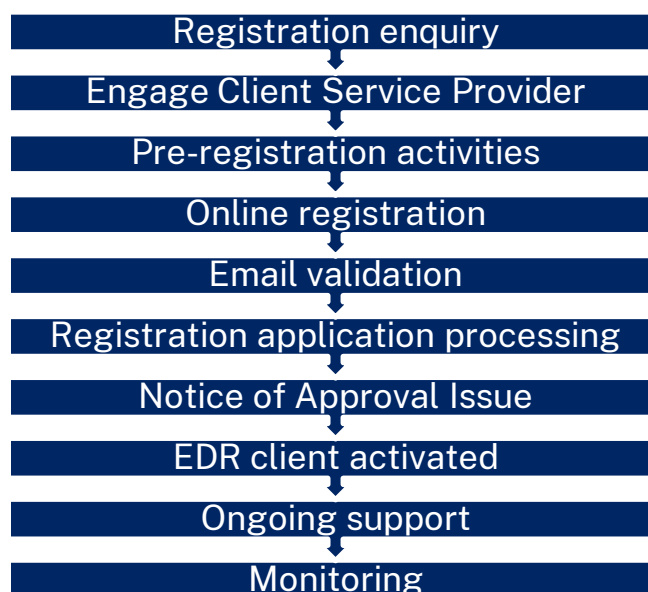 Registration enquiry
Engage Client Service Provider
Pre-registration activities
Online registration
Email validation
Registration application processing
Notice of Approval Issue
EDR client activated
Ongoing support
Monitoring